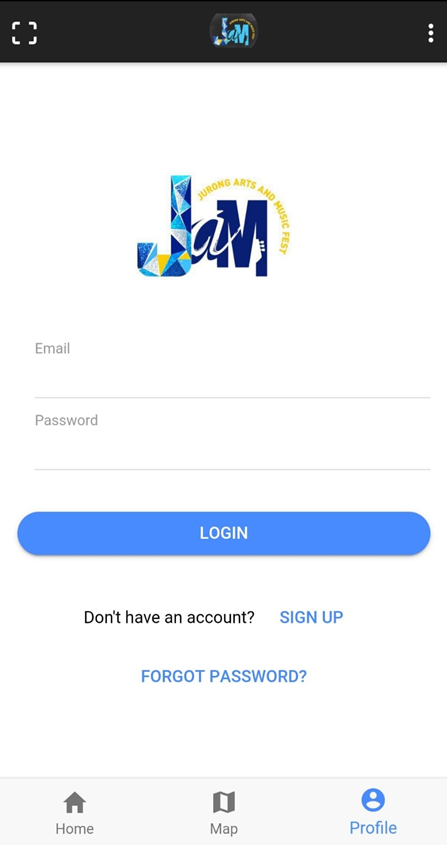 JaM
JURONG ARTS AND MUSIC FEST
JaM
Email
Password
LOGIN
Don't have an account? SIGN UP
FORGOT PASSWORD?
Home Map Profile